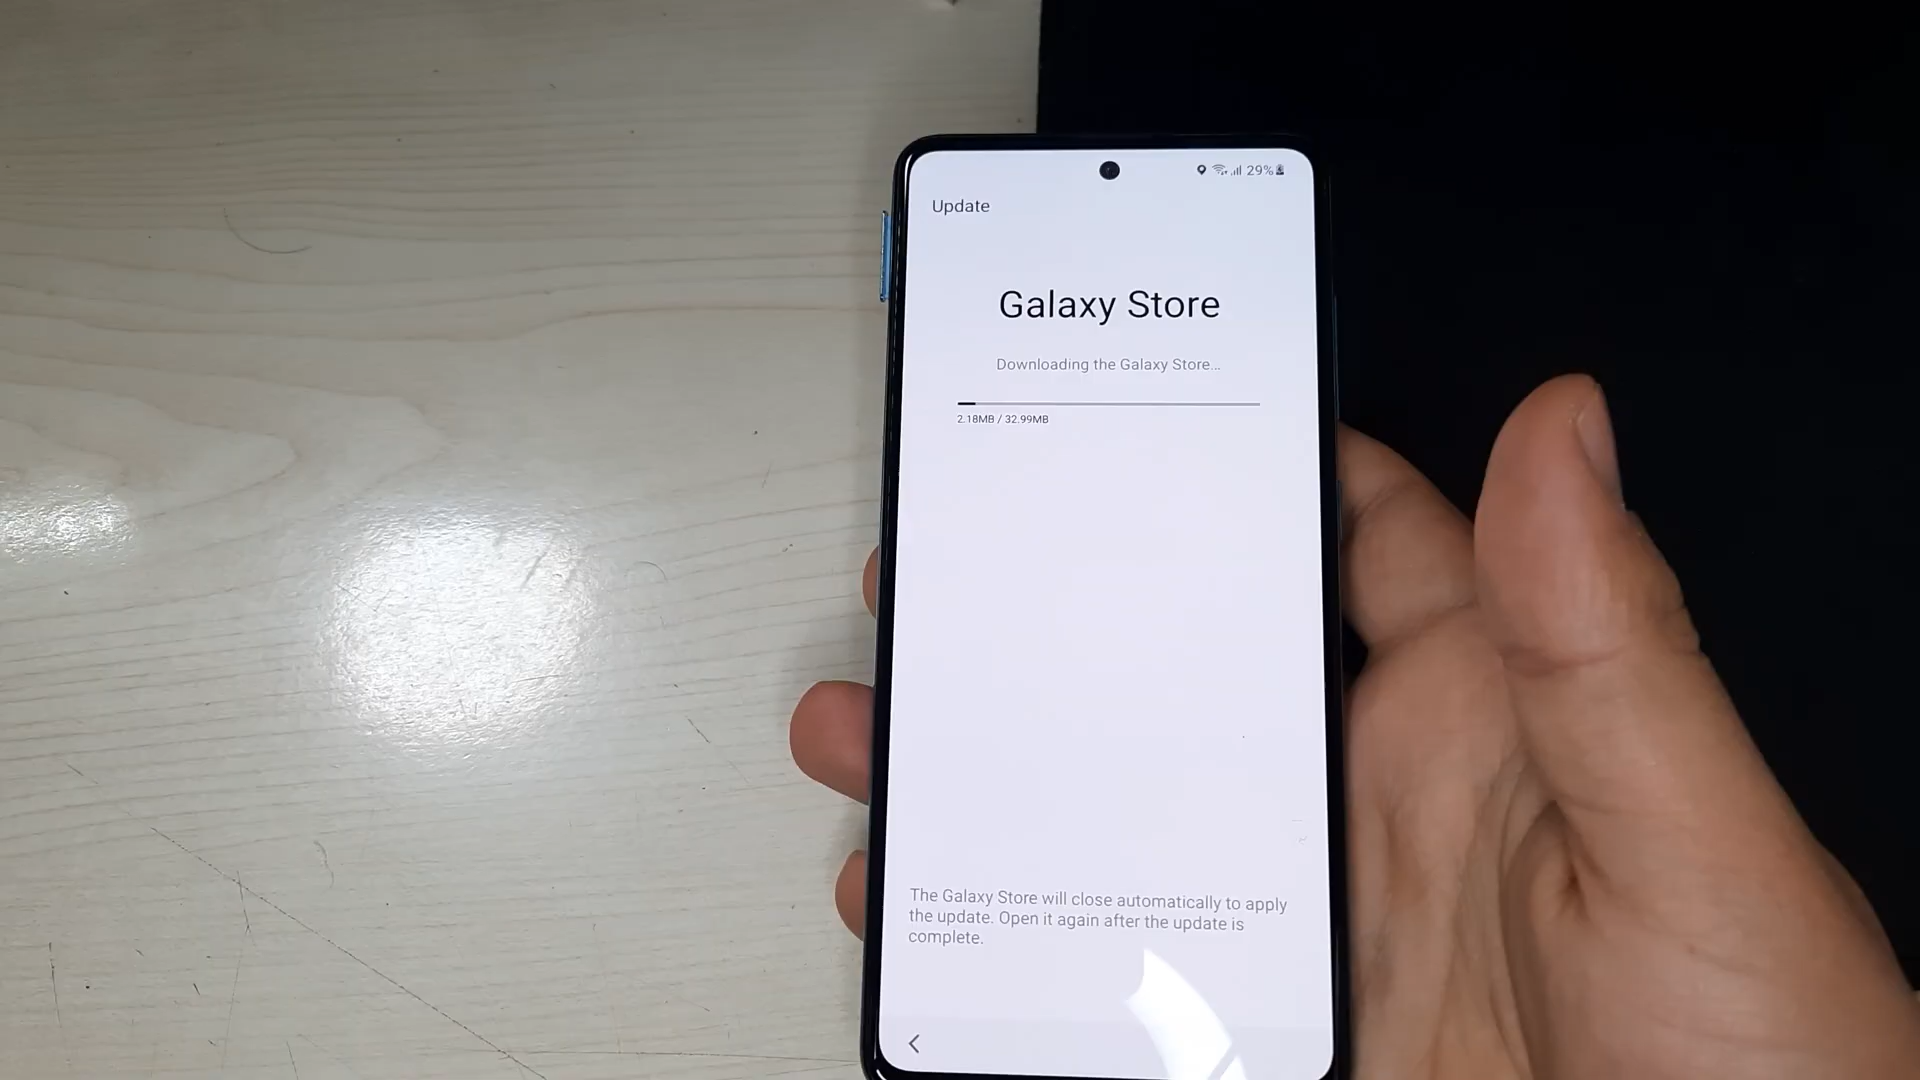 29%
Update
Galaxy Store
Downloading the Galaxy Store...
2.18MB / 32.99MB
The Galaxy Store will close automatically to apply
the update. Open it again after the update is
complete.